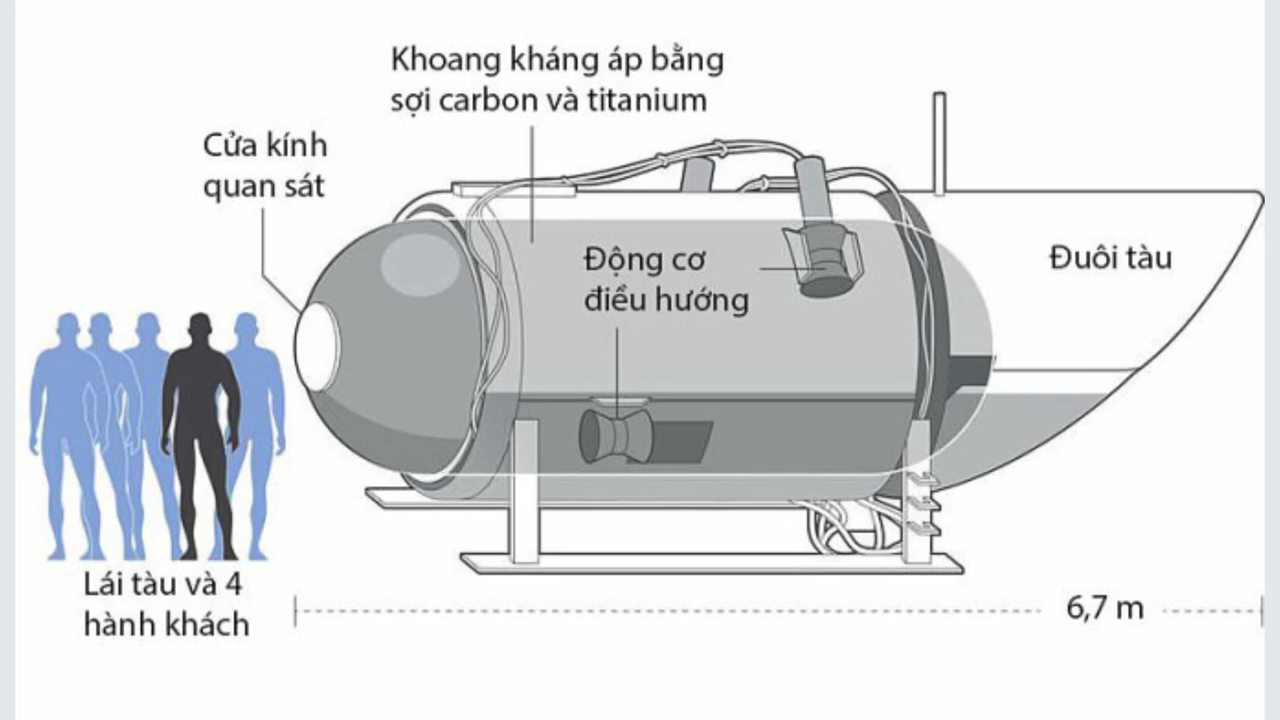 Khoang kháng áp bằng
sợi carbon và titanium
Cửa kính
quan sát
Động cơ
điều hướng
Đuôi tàu
Lái tàu và 4
hành khách
6,7 m